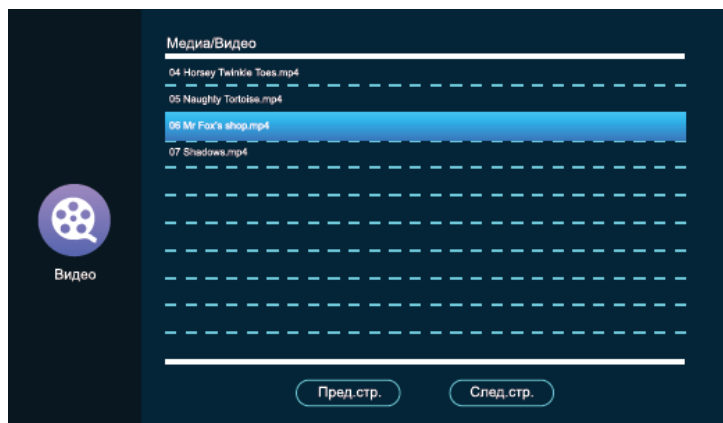 Медиа/Видео
04 Horsey Twinkle Toes.mp4
05 Naughty Tortoise.mp4
06 Mr Fox's shop.mp4
07 Shadows.mp4
Видео
Пред.стр.
След.стр.